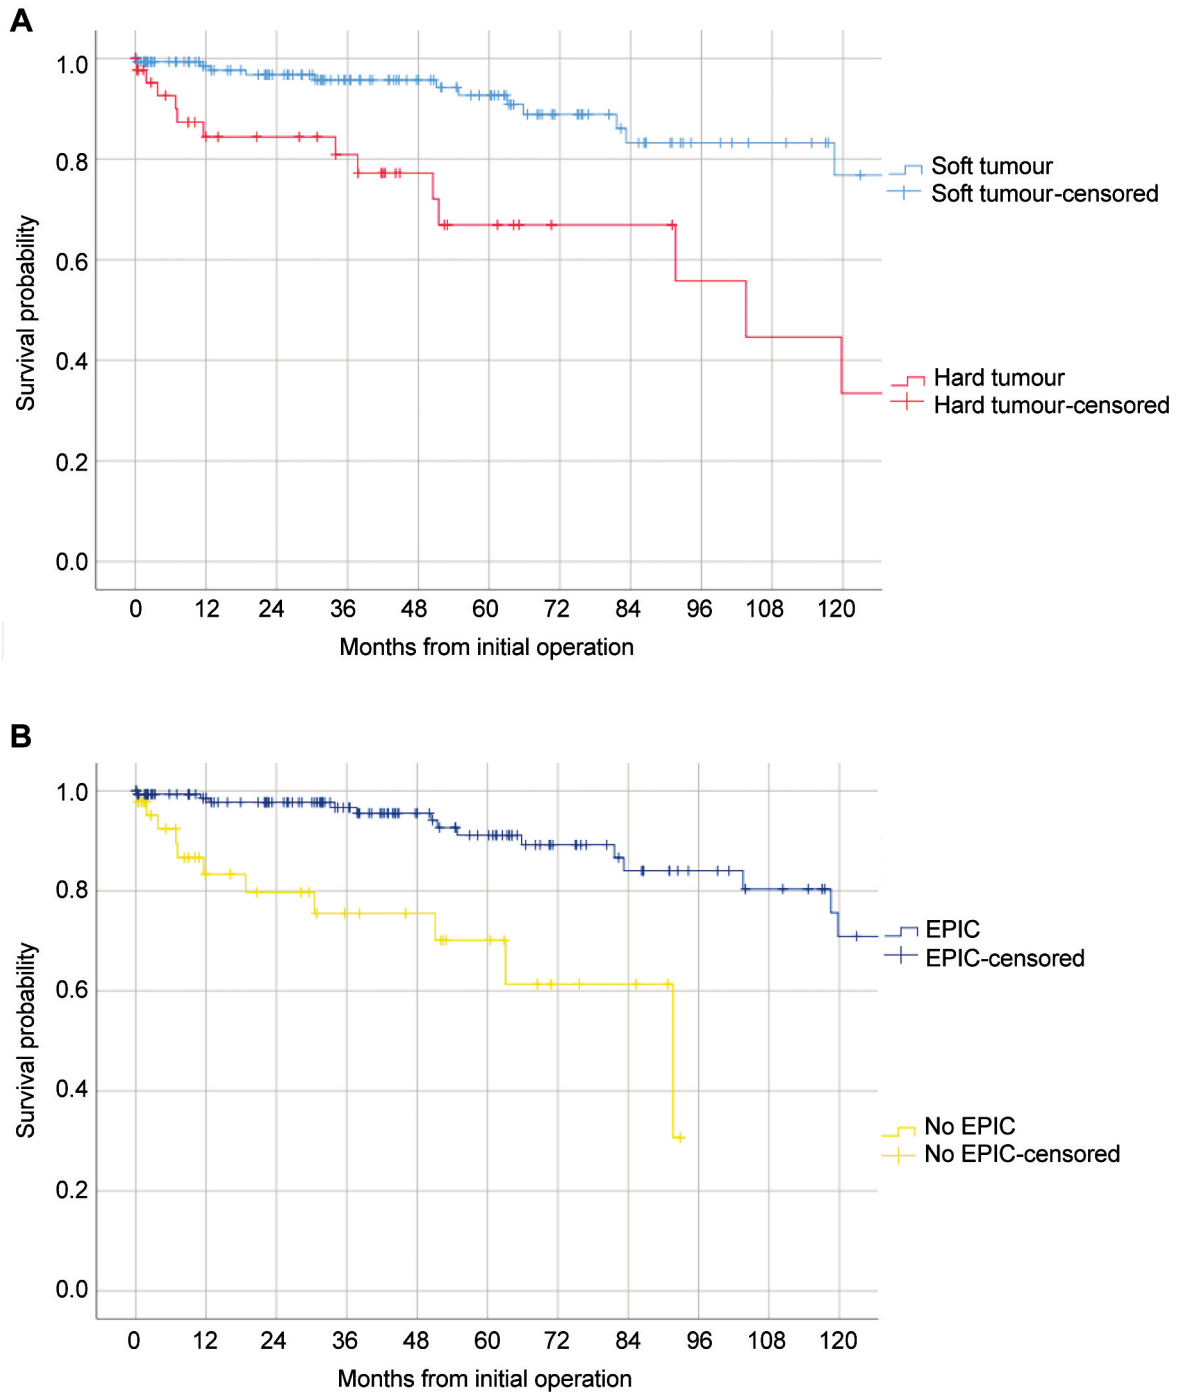 A
1.0
0.8
0.6
0.4
0.2
0.0
Survival probability
0 12 24 36 48 60 72 84 96 108 120
Months from initial operation
Soft tumour
Soft tumour-censored
Hard tumour
Hard tumour-censored
B
1.0
0.8
0.6
0.4
0.2
0.0
Survival probability
0 12 24 36 48 60 72 84 96 108 120
Months from initial operation
EPIC
EPIC-censored
No EPIC
No EPIC-censored